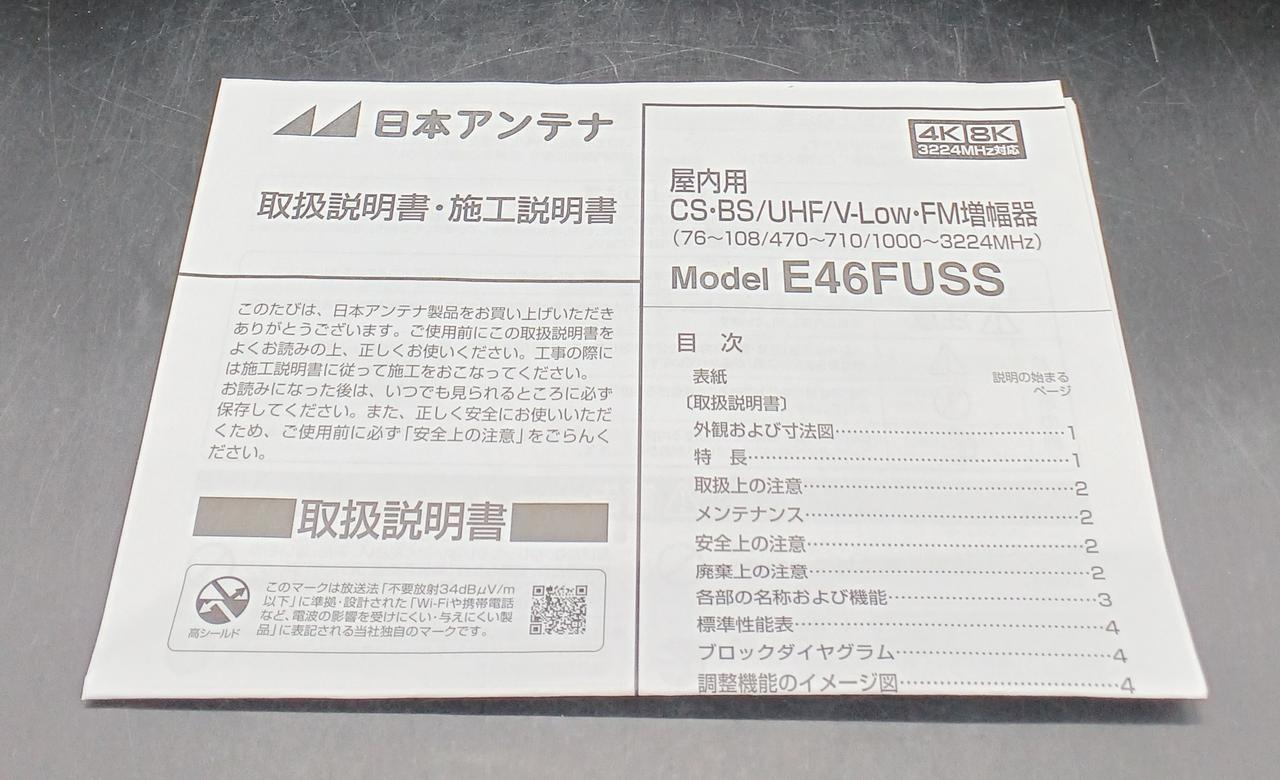 日本アンテナ
取扱説明書・施工説明書
このたびは、日本アンテナ製品をお買い上げいただき
ありがとうございます。ご使用前にこの取扱説明書を
よくお読みの上、正しくお使いください。工事の際に
は施工説明書に従って施工をおこなってください。
お読みになった後は、いつでも見られるところに必ず
保存してください。また、正しく安全にお使いいただ
くため、ご使用前に必ず「安全上の注意」をごらんく
ださい。
取扱説明書
高シールド
このマークは放送法「不要放射34dBμV/m
以下」に準拠・設計された「Wi-Fiや携帯電話
など、電波の影響を受けにくい・与えにくい製
品」に表記される当社独自のマークです。
4K 8K
3224MHz対応
屋内用
CS・BS/UHF/V-Low・FM増幅器
（76～108/470～710/1000～3224MHz）
Model E46FUSS
目 次
表紙
説明の始まる
ページ
〔取扱説明書〕
外観および寸法図……………………………1
特 長……………………………1
取扱上の注意……………………………2
メンテナンス……………………………2
安全上の注意……………………………2
廃棄上の注意……………………………2
各部の名称および機能……………………………3
標準性能表……………………………4
ブロックダイヤグラム……………………………4
調整機能のイメージ図……………………………4